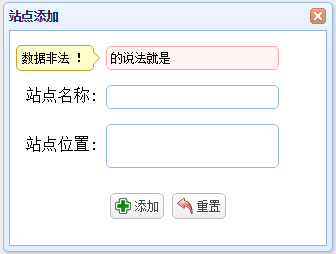 站点添加
数据非法 ! 的说法就是
站点名称:
站点位置:
添加 重置